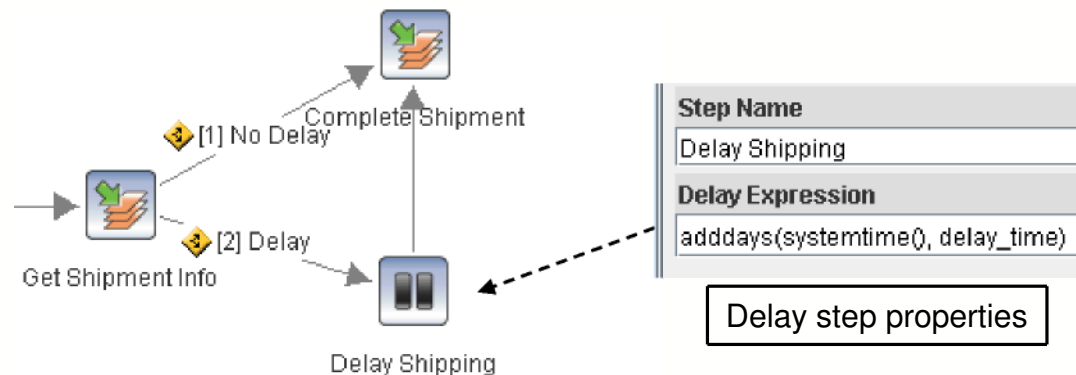 Complete Shipment
[1] No Delay
[2] Delay
Get Shipment Info
Delay Shipping
Step Name
Delay Shipping
Delay Expression
adddays(systemtime(), delay_time)
Delay step properties